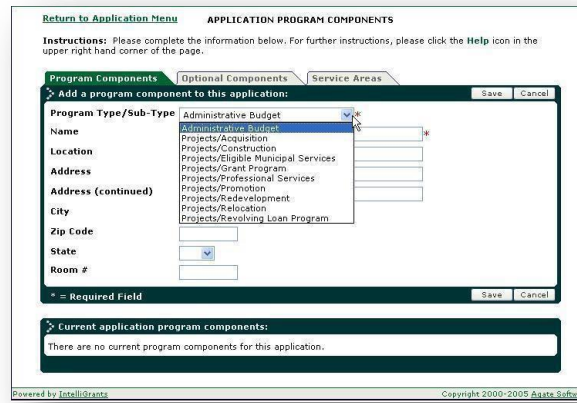 Return to Application Menu APPLICATION PROGRAM COMPONENTS
Instructions: Please complete the information below. For further instructions, please click the Help icon in the
upper right hand corner of the page.
Program Components Optional Components Service Areas
Add a program component to this application: Save Cancel
Program Type/Sub-Type Administrative Budget *
Administrative Budget
Name *
Projects/Acquisition
Projects/Construction
Location
Projects/Eligible Municipal Services
Projects/Grant Program
Address
Projects/Professional Services
Projects/Promotion
Address (continued)
Projects/Redevelopment
Projects/Relocation
City
Projects/Revolving Loan Program
Zip Code
State
Room #
* = Required Field Save Cancel
Current application program components:
There are no current program components for this application.
Powered by IntelliGrants Copyright 2000-2005 Agate Softw